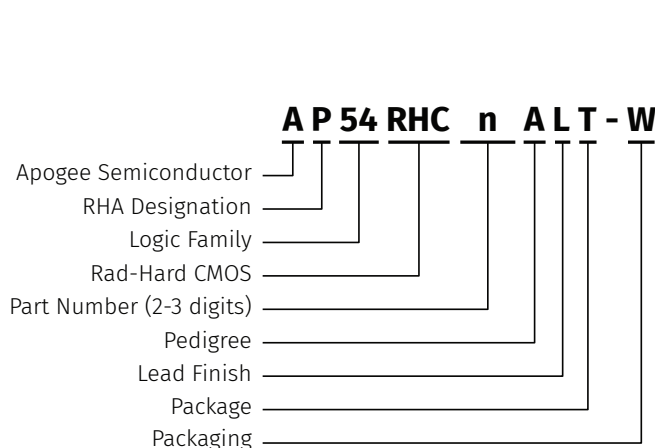 A P 54 RHC n A L T - W
Apogee Semiconductor
RHA Designation
Logic Family
Rad-Hard CMOS
Part Number (2-3 digits)
Pedigree
Lead Finish
Package
Packaging